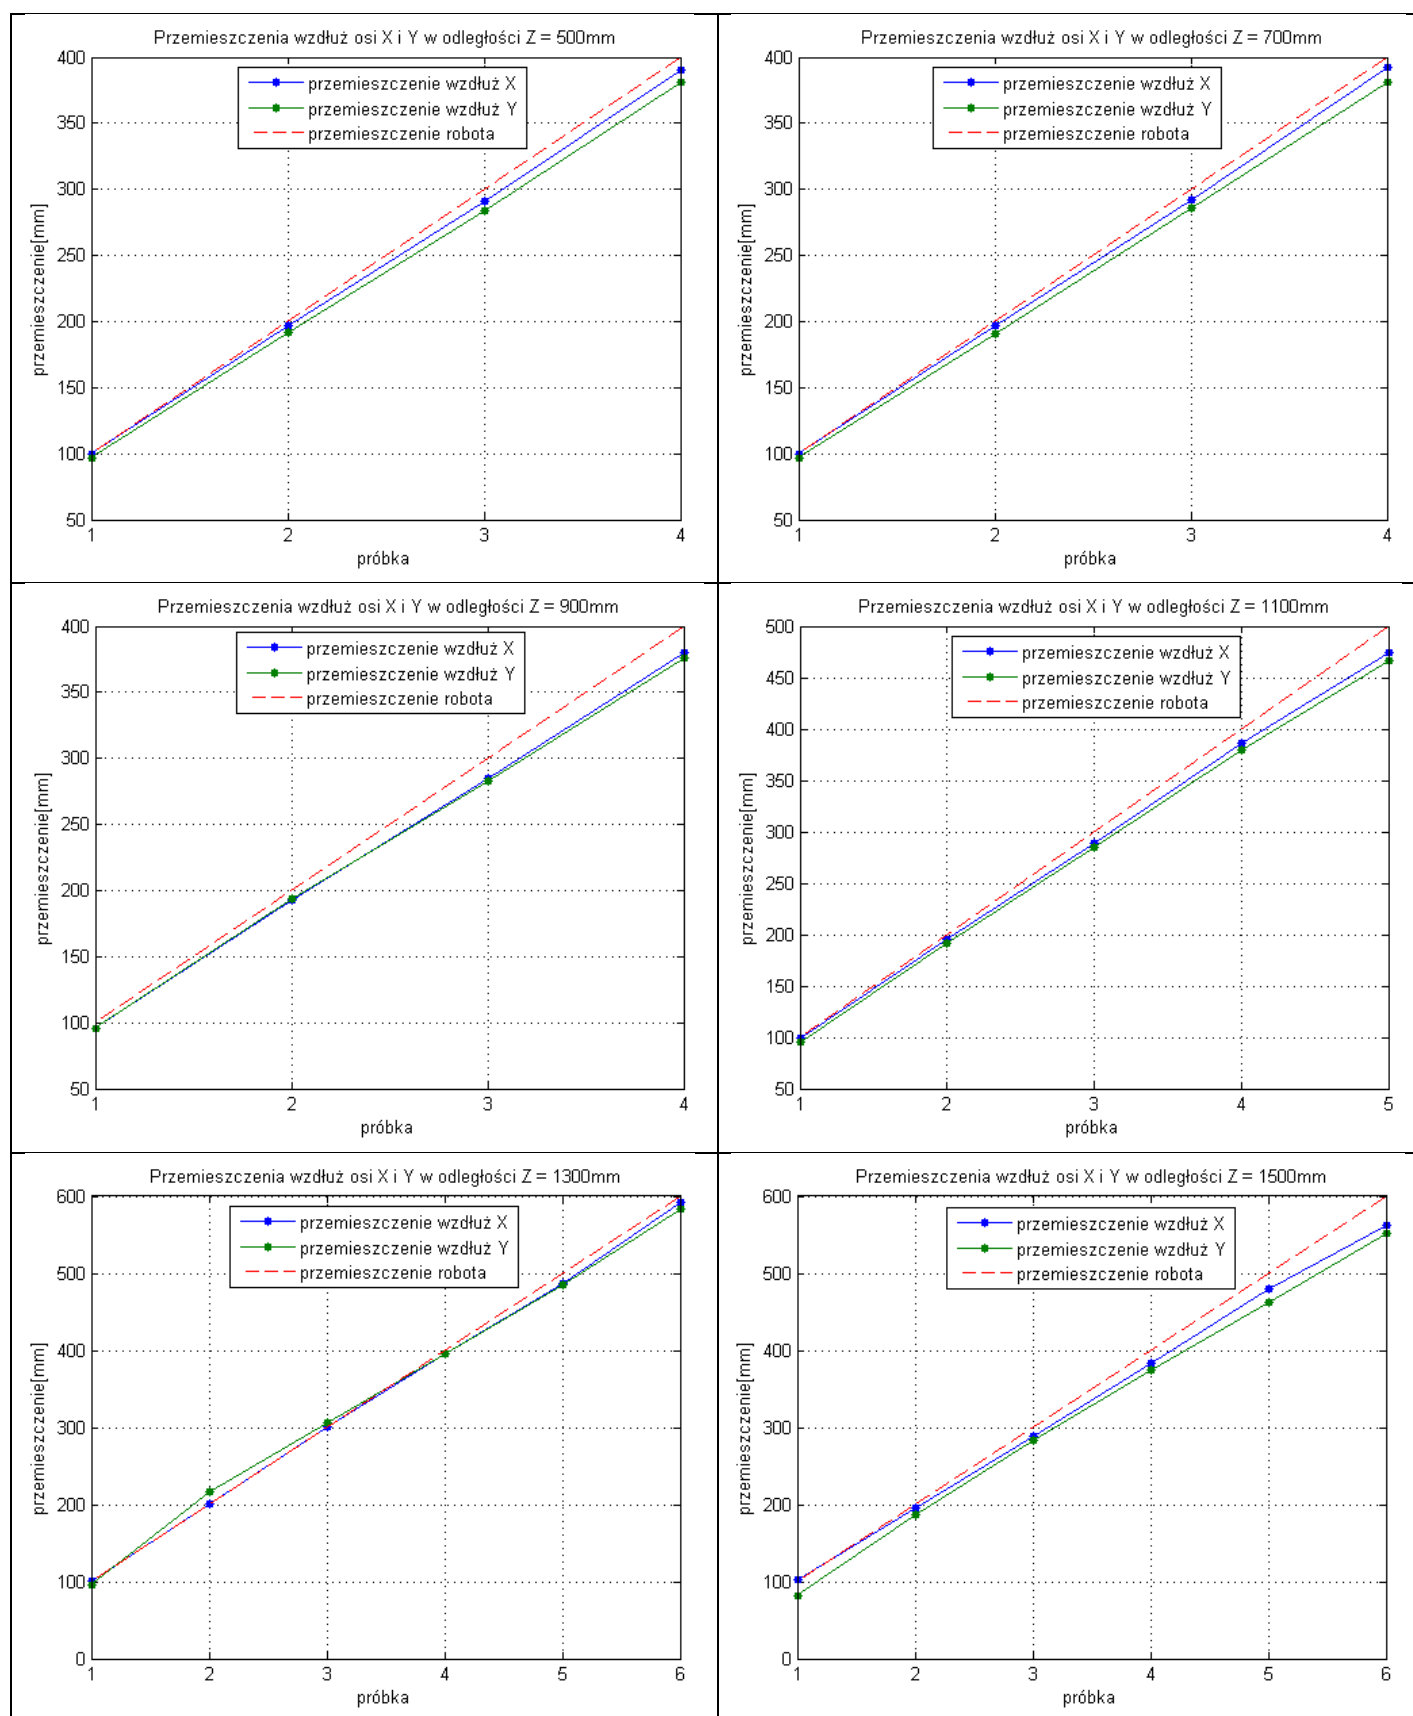 Przemieszczenia wzdłuż osi X i Y w odległości Z = 500mm
400
350
300
250
200
150
100
50
przemieszczenie[mm]
przemieszczenie wzdłuż X
przemieszczenie wzdłuż Y
przemieszczenie robota
1 2 3 4
próbka
Przemieszczenia wzdłuż osi X i Y w odległości Z = 700mm
400
350
300
250
200
150
100
50
przemieszczenie[mm]
przemieszczenie wzdłuż X
przemieszczenie wzdłuż Y
przemieszczenie robota
1 2 3 4
próbka
Przemieszczenia wzdłuż osi X i Y w odległości Z = 900mm
400
350
300
250
200
150
100
50
przemieszczenie[mm]
przemieszczenie wzdłuż X
przemieszczenie wzdłuż Y
przemieszczenie robota
1 2 3 4
próbka
Przemieszczenia wzdłuż osi X i Y w odległości Z = 1100mm
500
450
400
350
300
250
200
150
100
50
przemieszczenie[mm]
przemieszczenie wzdłuż X
przemieszczenie wzdłuż Y
przemieszczenie robota
1 2 3 4 5
próbka
Przemieszczenia wzdłuż osi X i Y w odległości Z = 1300mm
600
500
400
300
200
100
0
przemieszczenie[mm]
przemieszczenie wzdłuż X
przemieszczenie wzdłuż Y
przemieszczenie robota
1 2 3 4 5 6
próbka
Przemieszczenia wzdłuż osi X i Y w odległości Z = 1500mm
600
500
400
300
200
100
0
przemieszczenie[mm]
przemieszczenie wzdłuż X
przemieszczenie wzdłuż Y
przemieszczenie robota
1 2 3 4 5 6
próbka